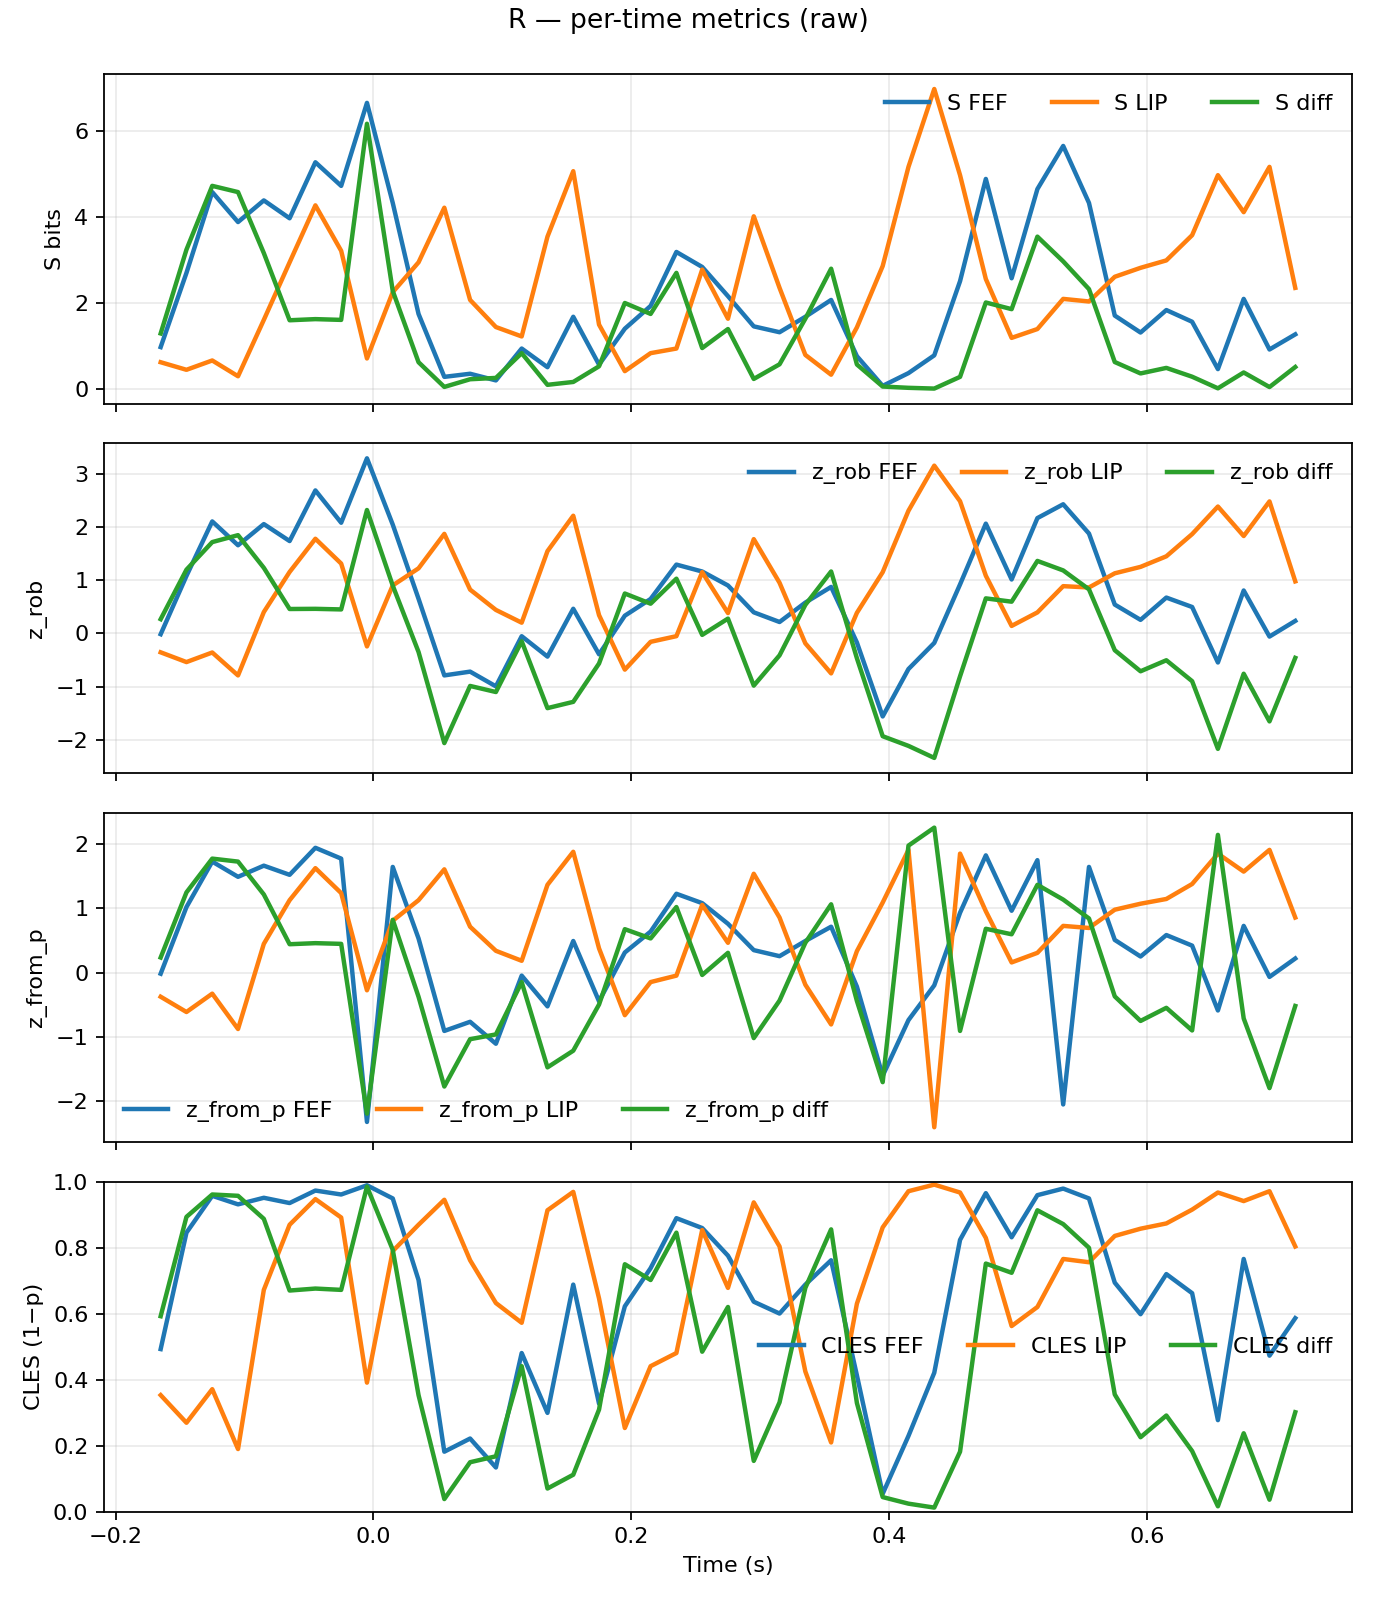 R — per-time metrics (raw)
S FEF S LIP S diff
6
4
2
0
S bits
z_rob FEF z_rob LIP z_rob diff
3
2
1
0
−1
−2
z_rob
2
1
0
−1
−2
z_from_p
z_from_p FEF z_from_p LIP z_from_p diff
1.0
0.8
0.6
0.4
0.2
0.0
CLES (1−p)
CLES FEF CLES LIP CLES diff
−0.2 0.0 0.2 0.4 0.6
Time (s)